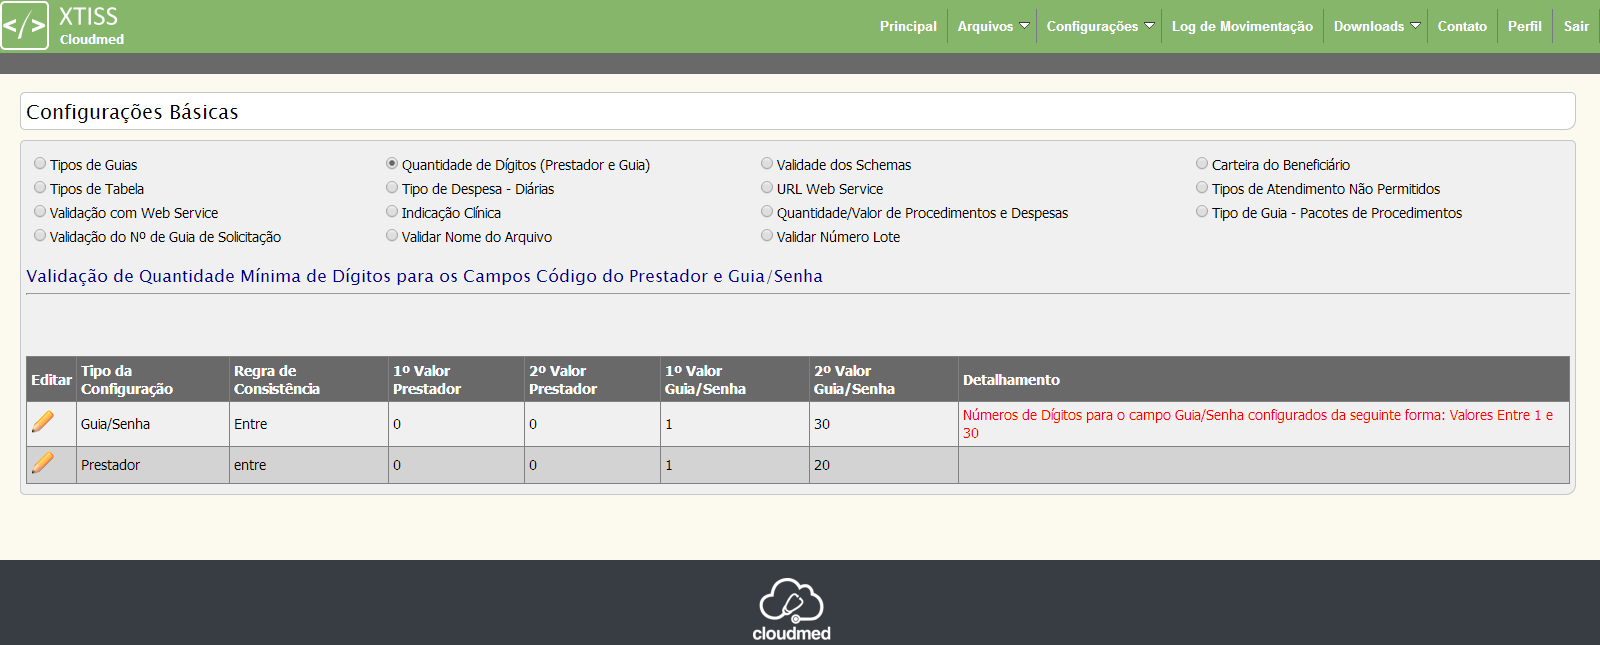 XTISS
Cloudmed
Principal Arquivos Configurações Log de Movimentação Downloads Contato Perfil Sair
Configurações Básicas
Tipos de Guias Quantidade de Dígitos (Prestador e Guia) Validade dos Schemas Carteira do Beneficiário
Tipos de Tabela Tipo de Despesa - Diárias URL Web Service Tipos de Atendimento Não Permitidos
Validação com Web Service Indicação Clínica Quantidade/Valor de Procedimentos e Despesas Tipo de Guia - Pacotes de Procedimentos
Validação do Nº de Guia de Solicitação Validar Nome do Arquivo Validar Número Lote
Validação de Quantidade Mínima de Dígitos para os Campos Código do Prestador e Guia/Senha
Editar Tipo da Configuração Regra de Consistência 1º Valor Prestador 2º Valor Prestador 1º Valor Guia/Senha 2º Valor Guia/Senha Detalhamento
Guia/Senha Entre 0 0 1 30 Números de Dígitos para o campo Guia/Senha configurados da seguinte forma: Valores Entre 1 e
30
Prestador entre 0 0 1 20
cloudmed